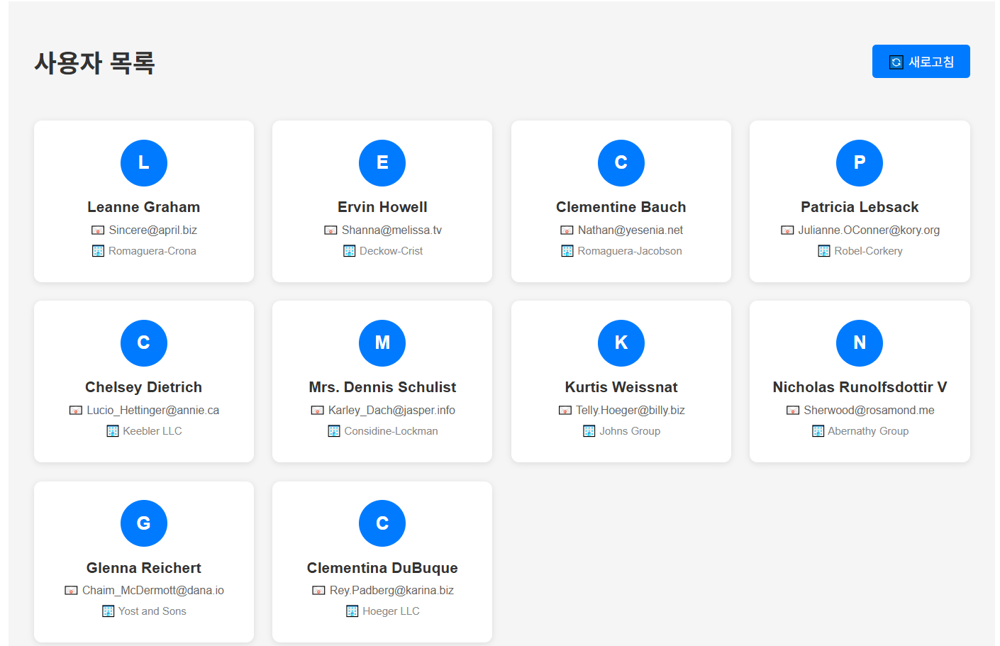 사용자 목록
새로고침
L
Leanne Graham
Sincere@april.biz
Romaguera-Crona
E
Ervin Howell
Shanna@melissa.tv
Deckow-Crist
C
Clementine Bauch
Nathan@yesenia.net
Romaguera-Jacobson
P
Patricia Lebsack
Julianne.OConner@kory.org
Robel-Corkery
C
Chelsey Dietrich
Lucio_Hettinger@annie.ca
Keebler LLC
M
Mrs. Dennis Schulist
Karley_Dach@jasper.info
Considine-Lockman
K
Kurtis Weissnat
Telly.Hoeger@billy.biz
Johns Group
N
Nicholas Runolfsdottir V
Sherwood@rosamond.me
Abernathy Group
G
Glenna Reichert
Chaim_McDermott@dana.io
Yost and Sons
C
Clementina DuBuque
Rey.Padberg@karina.biz
Hoeger LLC